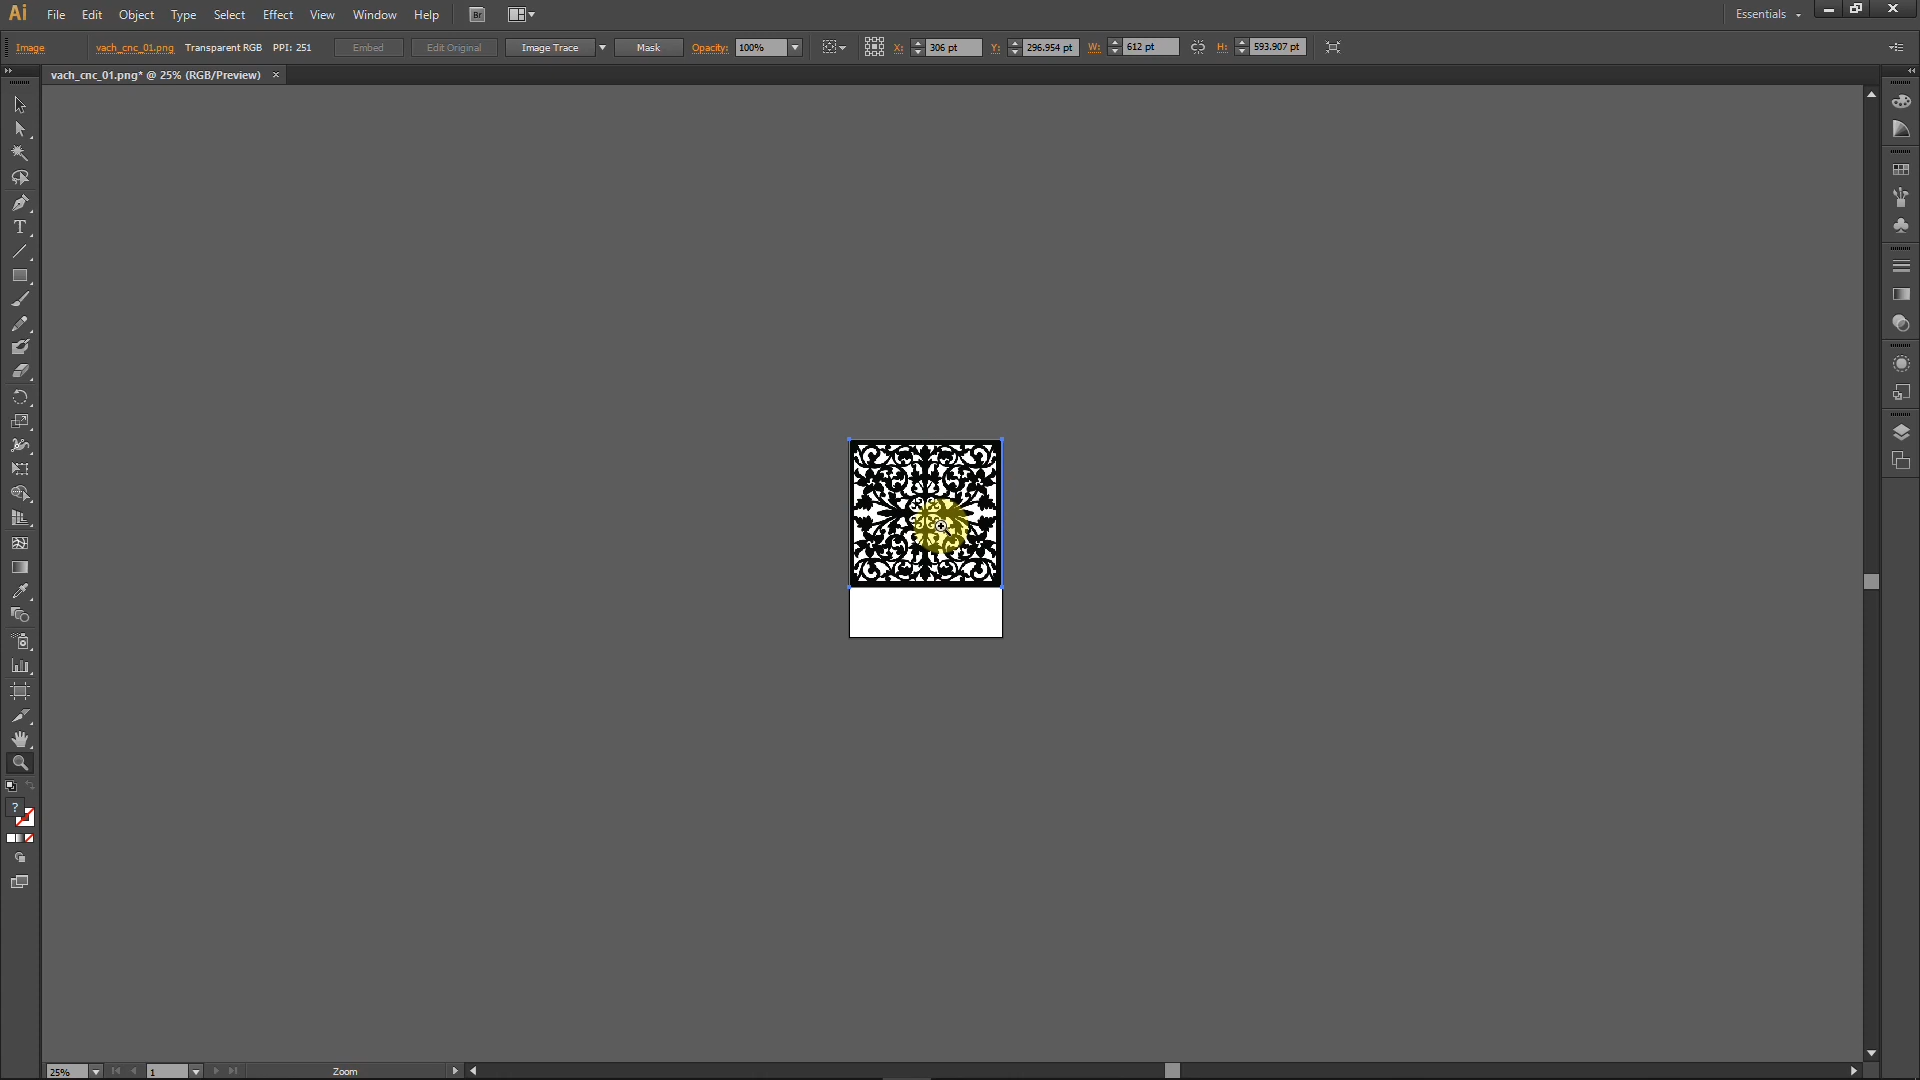 Ai File Edit Object Type Select Effect View Window Help Br Essentials
Image vach_cnc_01.png Transparent RGB PPI: 251 Embed Edit Original Image Trace Mask Opacity: 100% X: 306 pt Y: 296.954 pt W: 612 pt H: 593.907 pt
vach_cnc_01.png* @ 25% (RGB/Preview) ×
T
?
25% 1 Zoom